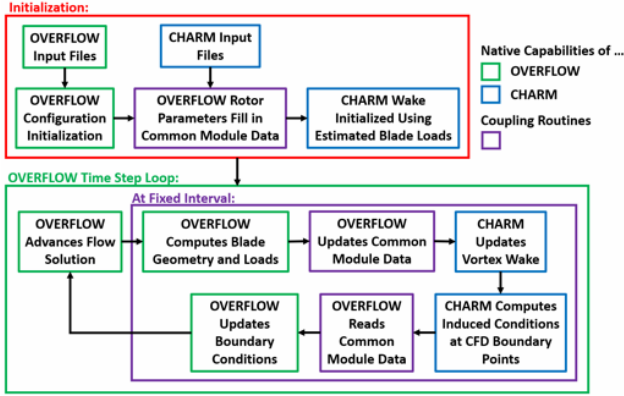 Initialization:
OVERFLOW
Input Files
CHARM Input
Files
OVERFLOW
Configuration
Initialization
OVERFLOW Rotor
Parameters Fill in
Common Module Data
CHARM Wake
Initialized Using
Estimated Blade Loads
Native Capabilities of ...
OVERFLOW
CHARM
Coupling Routines
OVERFLOW Time Step Loop:
At Fixed Interval:
OVERFLOW
Advances Flow
Solution
OVERFLOW
Computes Blade
Geometry and Loads
OVERFLOW
Updates Common
Module Data
CHARM
Updates
Vortex Wake
OVERFLOW
Updates
Boundary
Conditions
OVERFLOW
Reads
Common
Module Data
CHARM Computes
Induced Conditions
at CFD Boundary
Points